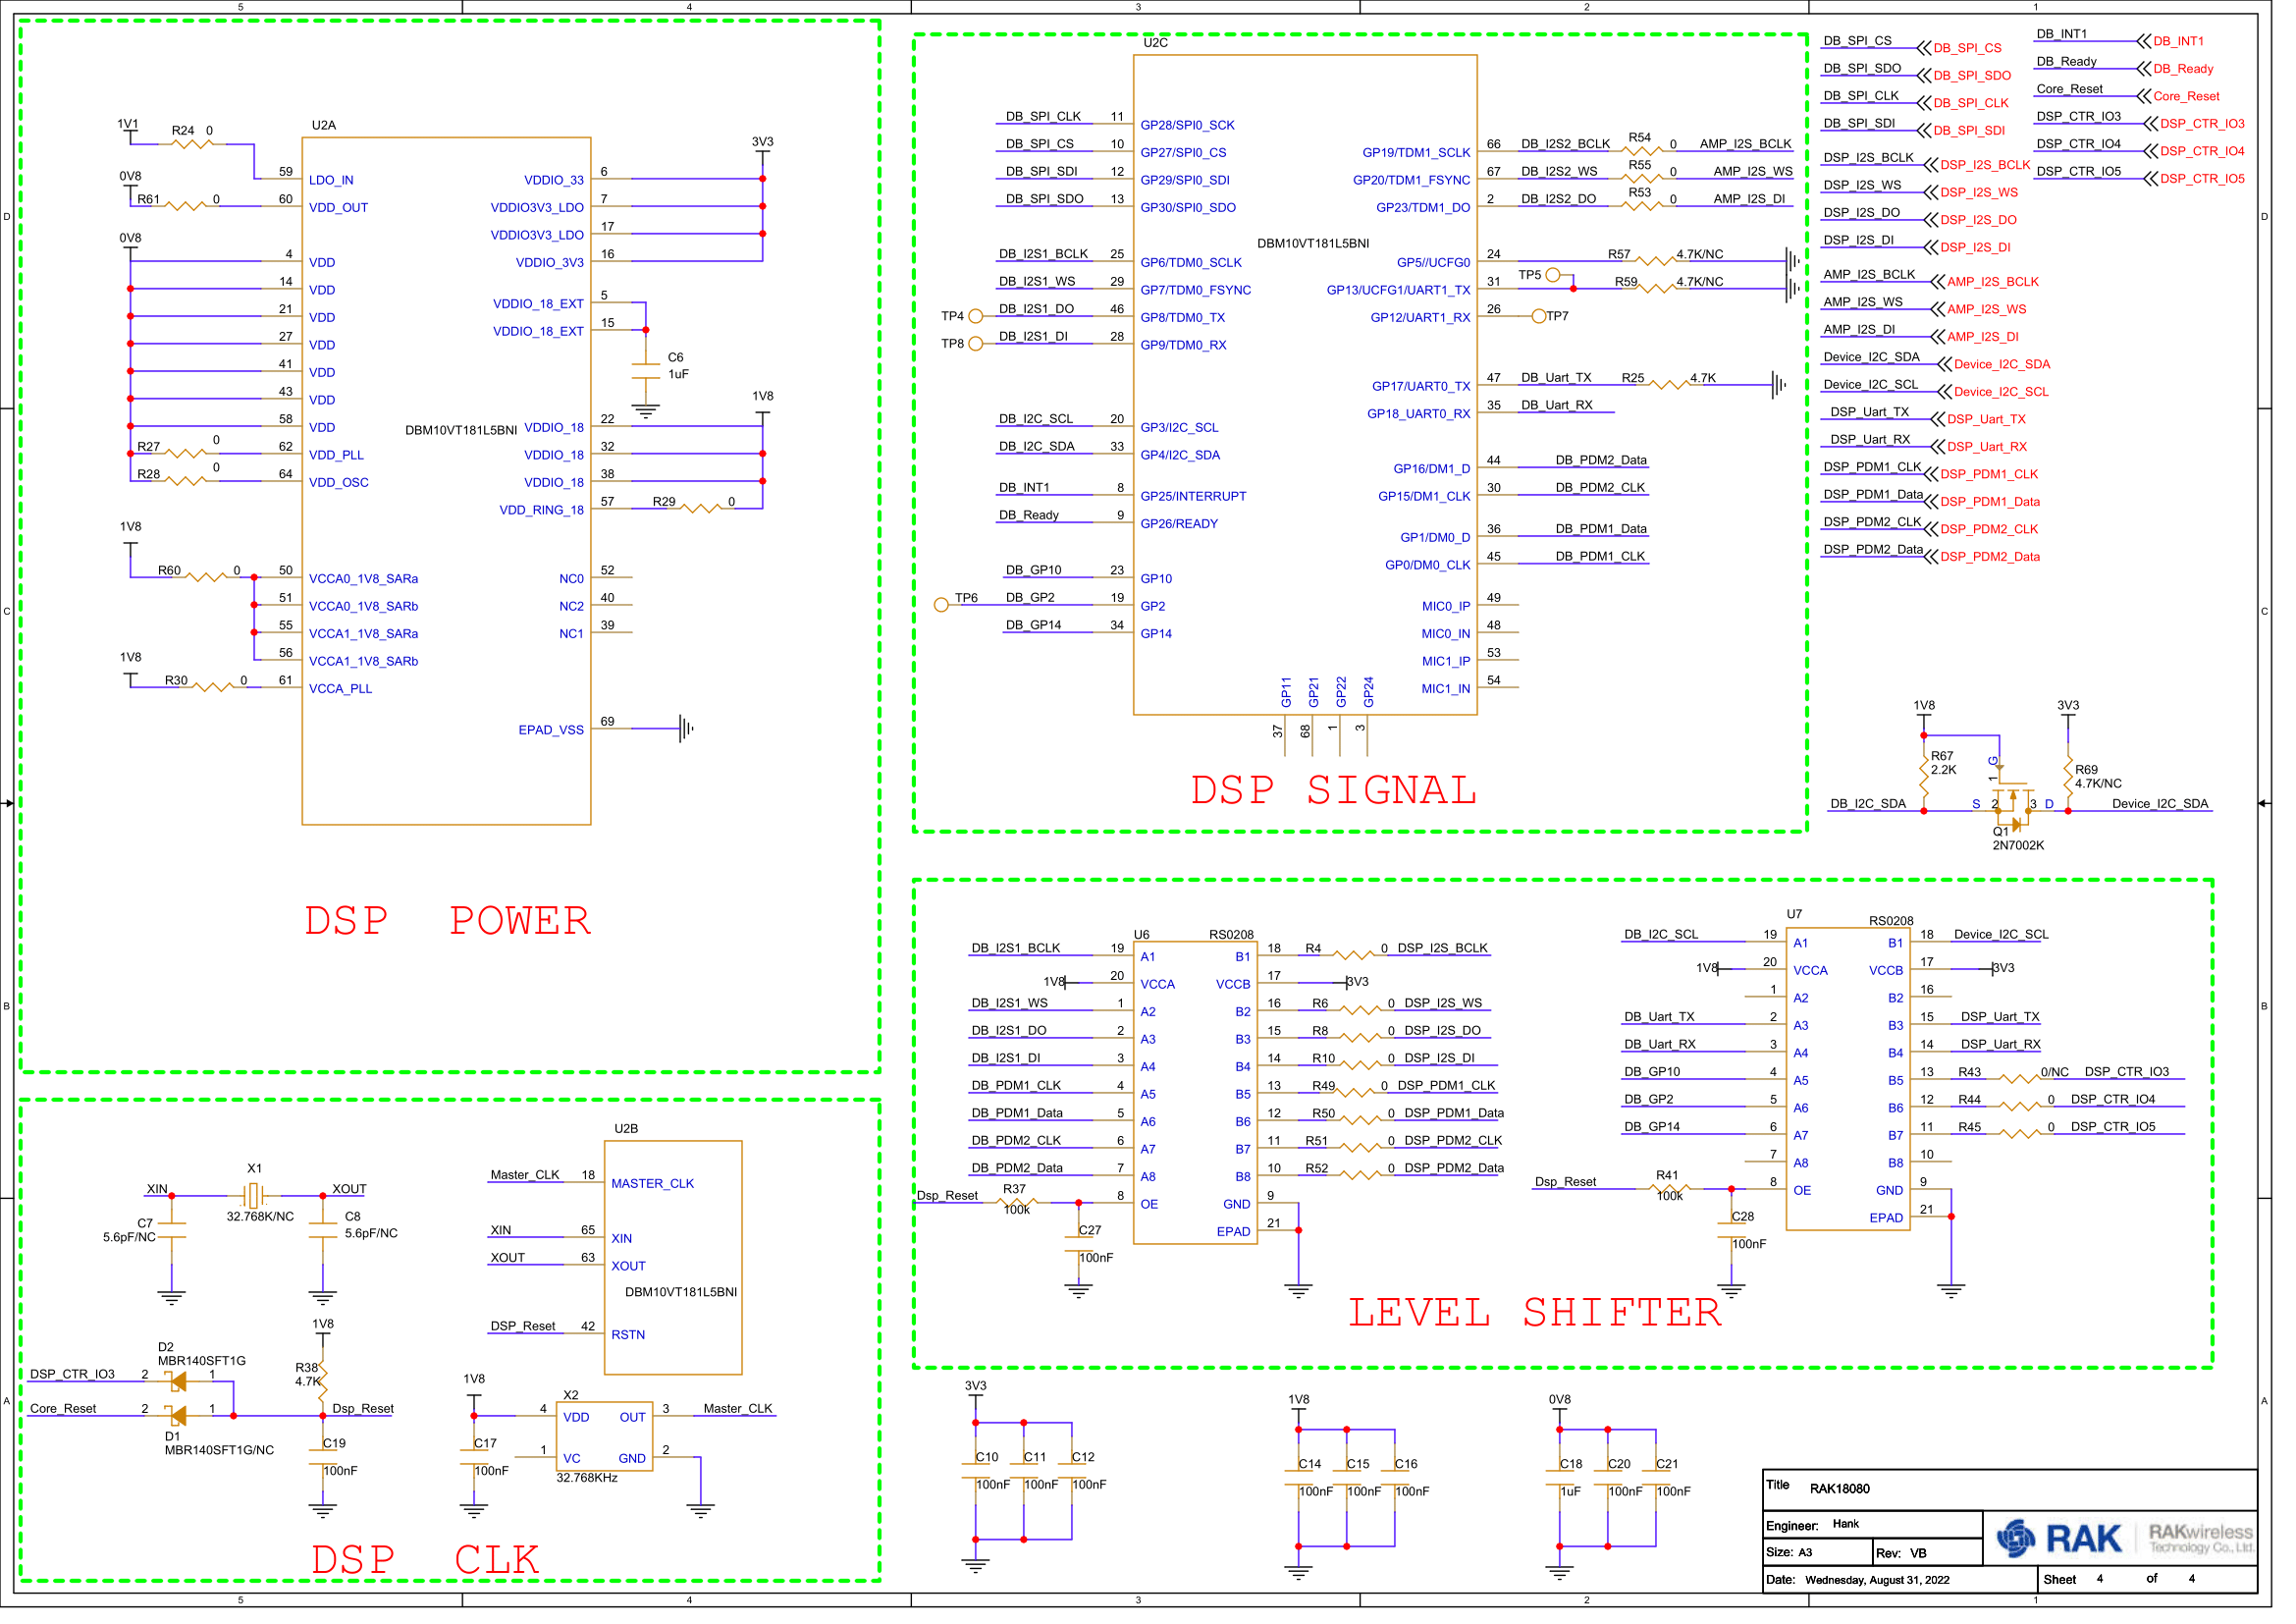 5 4 3 2 1
D D
C C
B B
A A
U2A
1V1
R24 0
59 LDO_IN
0V8
R61 0 60 VDD_OUT
0V8
4 VDD
14 VDD
21 VDD
27 VDD
41 VDD
43 VDD
58 VDD
R27 0 62 VDD_PLL
R28 0 64 VDD_OSC
1V8
R60 0 50 VCCA0_1V8_SARa
51 VCCA0_1V8_SARb
55 VCCA1_1V8_SARa
56 VCCA1_1V8_SARb
1V8
R30 0 61 VCCA_PLL
3V3
VDDIO_33 6
VDDIO3V3_LDO 7
VDDIO3V3_LDO 17
VDDIO_3V3 16
VDDIO_18_EXT 5
VDDIO_18_EXT 15
C6
1uF
1V8
DBM10VT181L5BNI
VDDIO_18 22
VDDIO_18 32
VDDIO_18 38
VDD_RING_18 57 R29 0
NC0 52
NC2 40
NC1 39
EPAD_VSS 69
DSP POWER
U2C
DB_SPI_CLK 11 GP28/SPI0_SCK
DB_SPI_CS 10 GP27/SPI0_CS
DB_SPI_SDI 12 GP29/SPI0_SDI
DB_SPI_SDO 13 GP30/SPI0_SDO
DBM10VT181L5BNI
DB_I2S1_BCLK 25 GP6/TDM0_SCLK
DB_I2S1_WS 29 GP7/TDM0_FSYNC
TP4 DB_I2S1_DO 46 GP8/TDM0_TX
TP8 DB_I2S1_DI 28 GP9/TDM0_RX
DB_I2C_SCL 20 GP3/I2C_SCL
DB_I2C_SDA 33 GP4/I2C_SDA
DB_INT1 8 GP25/INTERRUPT
DB_Ready 9 GP26/READY
DB_GP10 23 GP10
TP6 DB_GP2 19 GP2
DB_GP14 34 GP14
GP19/TDM1_SCLK 66 DB_I2S2_BCLK R54 0 AMP_I2S_BCLK
GP20/TDM1_FSYNC 67 DB_I2S2_WS R55 0 AMP_I2S_WS
GP23/TDM1_DO 2 DB_I2S2_DO R53 0 AMP_I2S_DI
GP5//UCFG0 24 R57 4.7K/NC
TP5
GP13/UCFG1/UART1_TX 31 R59 4.7K/NC
GP12/UART1_RX 26 TP7
GP17/UART0_TX 47 DB_Uart_TX R25 4.7K
GP18_UART0_RX 35 DB_Uart_RX
GP16/DM1_D 44 DB_PDM2_Data
GP15/DM1_CLK 30 DB_PDM2_CLK
GP1/DM0_D 36 DB_PDM1_Data
GP0/DM0_CLK 45 DB_PDM1_CLK
MIC0_IP 49
MIC0_IN 48
MIC1_IP 53
MIC1_IN 54
GP11 GP21 GP22 GP24
37 68 1 3
DSP SIGNAL
DB_SPI_CS DB_SPI_CS
DB_SPI_SDO DB_SPI_SDO
DB_SPI_CLK DB_SPI_CLK
DB_SPI_SDI DB_SPI_SDI
DSP_I2S_BCLK DSP_I2S_BCLK
DSP_I2S_WS DSP_I2S_WS
DSP_I2S_DO DSP_I2S_DO
DSP_I2S_DI DSP_I2S_DI
AMP_I2S_BCLK AMP_I2S_BCLK
AMP_I2S_WS AMP_I2S_WS
AMP_I2S_DI AMP_I2S_DI
Device_I2C_SDA Device_I2C_SDA
Device_I2C_SCL Device_I2C_SCL
DSP_Uart_TX DSP_Uart_TX
DSP_Uart_RX DSP_Uart_RX
DSP_PDM1_CLK DSP_PDM1_CLK
DSP_PDM1_Data DSP_PDM1_Data
DSP_PDM2_CLK DSP_PDM2_CLK
DSP_PDM2_Data DSP_PDM2_Data
DB_INT1 DB_INT1
DB_Ready DB_Ready
Core_Reset Core_Reset
DSP_CTR_IO3 DSP_CTR_IO3
DSP_CTR_IO4 DSP_CTR_IO4
DSP_CTR_IO5 DSP_CTR_IO5
1V8 3V3
R67
2.2K
R69
4.7K/NC
1 G
DB_I2C_SDA S 2 3 D Device_I2C_SDA
Q1
2N7002K
U6 RS0208
DB_I2S1_BCLK 19 A1 B1 18 R4 0 DSP_I2S_BCLK
1V8 20 VCCA VCCB 17 3V3
DB_I2S1_WS 1 A2 B2 16 R6 0 DSP_I2S_WS
DB_I2S1_DO 2 A3 B3 15 R8 0 DSP_I2S_DO
DB_I2S1_DI 3 A4 B4 14 R10 0 DSP_I2S_DI
DB_PDM1_CLK 4 A5 B5 13 R49 0 DSP_PDM1_CLK
DB_PDM1_Data 5 A6 B6 12 R50 0 DSP_PDM1_Data
DB_PDM2_CLK 6 A7 B7 11 R51 0 DSP_PDM2_CLK
DB_PDM2_Data 7 A8 B8 10 R52 0 DSP_PDM2_Data
Dsp_Reset R37 100k 8 OE GND 9
EPAD 21
C27
100nF
U7 RS0208
DB_I2C_SCL 19 A1 B1 18 Device_I2C_SCL
1V8 20 VCCA VCCB 17 3V3
1 A2 B2 16
DB_Uart_TX 2 A3 B3 15 DSP_Uart_TX
DB_Uart_RX 3 A4 B4 14 DSP_Uart_RX
DB_GP10 4 A5 B5 13 R43 0/NC DSP_CTR_IO3
DB_GP2 5 A6 B6 12 R44 0 DSP_CTR_IO4
DB_GP14 6 A7 B7 11 R45 0 DSP_CTR_IO5
7 A8 B8 10
Dsp_Reset R41 100k 8 OE GND 9
EPAD 21
C28
100nF
LEVEL SHIFTER
X1
XIN XOUT
32.768K/NC
C7
5.6pF/NC
C8
5.6pF/NC
U2B
Master_CLK 18 MASTER_CLK
XIN 65 XIN
XOUT 63 XOUT
DBM10VT181L5BNI
DSP_Reset 42 RSTN
1V8
D2
MBR140SFT1G
R38
4.7K
DSP_CTR_IO3 2 1
Core_Reset 2 1 Dsp_Reset
D1
MBR140SFT1G/NC
C19
100nF
1V8
X2
4 VDD OUT 3 Master_CLK
1 VC GND 2
32.768KHz
C17
100nF
DSP CLK
3V3
C10 C11 C12
100nF 100nF 100nF
1V8
C14 C15 C16
100nF 100nF 100nF
0V8
C18 C20 C21
1uF 100nF 100nF
Title RAK18080
Engineer: Hank
Size: A3 Rev: VB
RAK RAKwireless
Technology Co., Ltd.
Date: Wednesday, August 31, 2022 Sheet 4 of 4
5 4 3 2 1